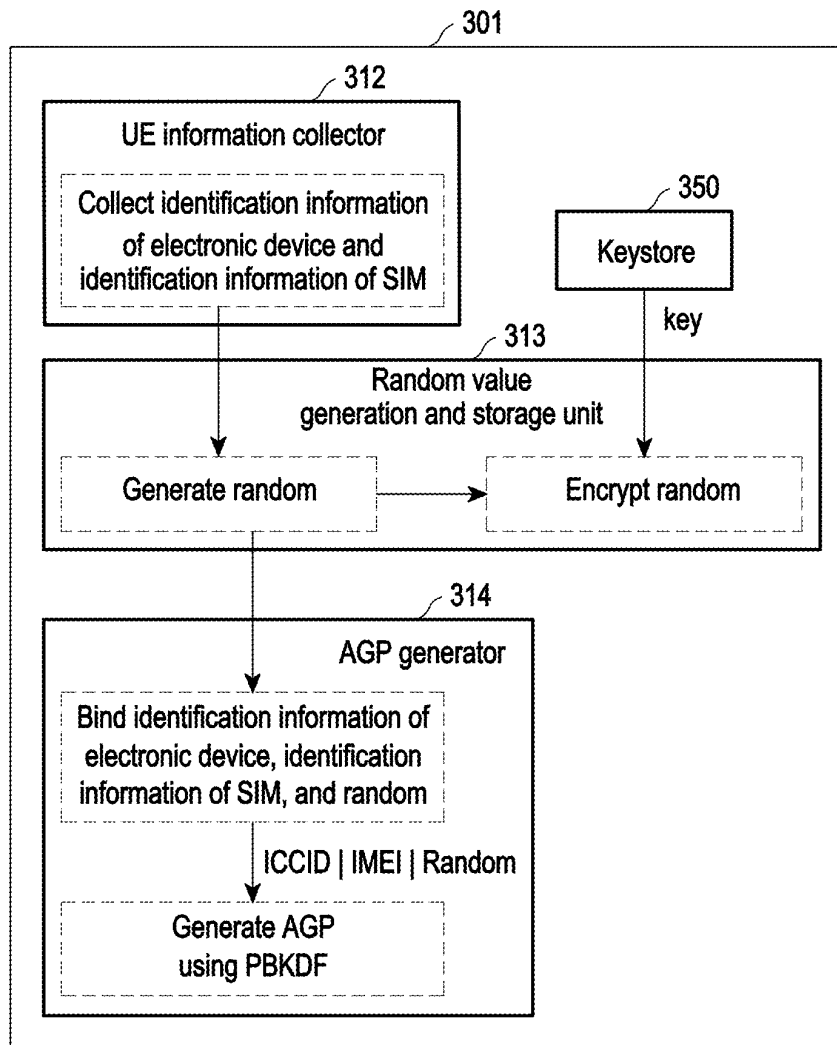 301
312
UE information collector
Collect identification information
of electronic device and
identification information of SIM
350
Keystore
key
313
Random value
generation and storage unit
Generate random
Encrypt random
314
AGP generator
Bind identification information of
electronic device, identification
information of SIM, and random
ICCID | IMEI | Random
Generate AGP
using PBKDF